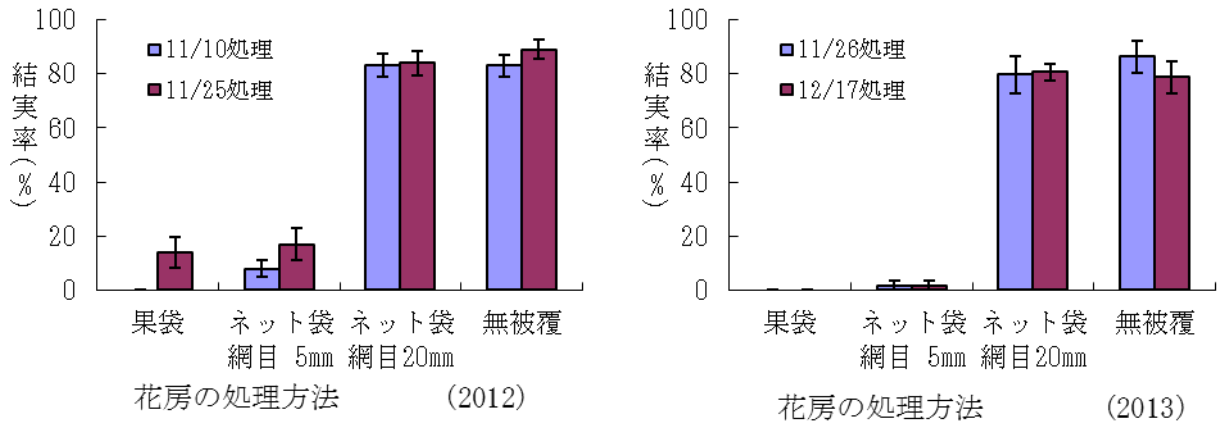 100
80
60
40
20
0
結実率(%)
11/10処理
11/25処理
果袋
ネット袋
網目 5mm
ネット袋
網目20mm
無被覆
花房の処理方法
(2012)
100
80
60
40
20
0
結実率(%)
11/26処理
12/17処理
果袋
ネット袋
網目 5mm
ネット袋
網目20mm
無被覆
花房の処理方法
(2013)